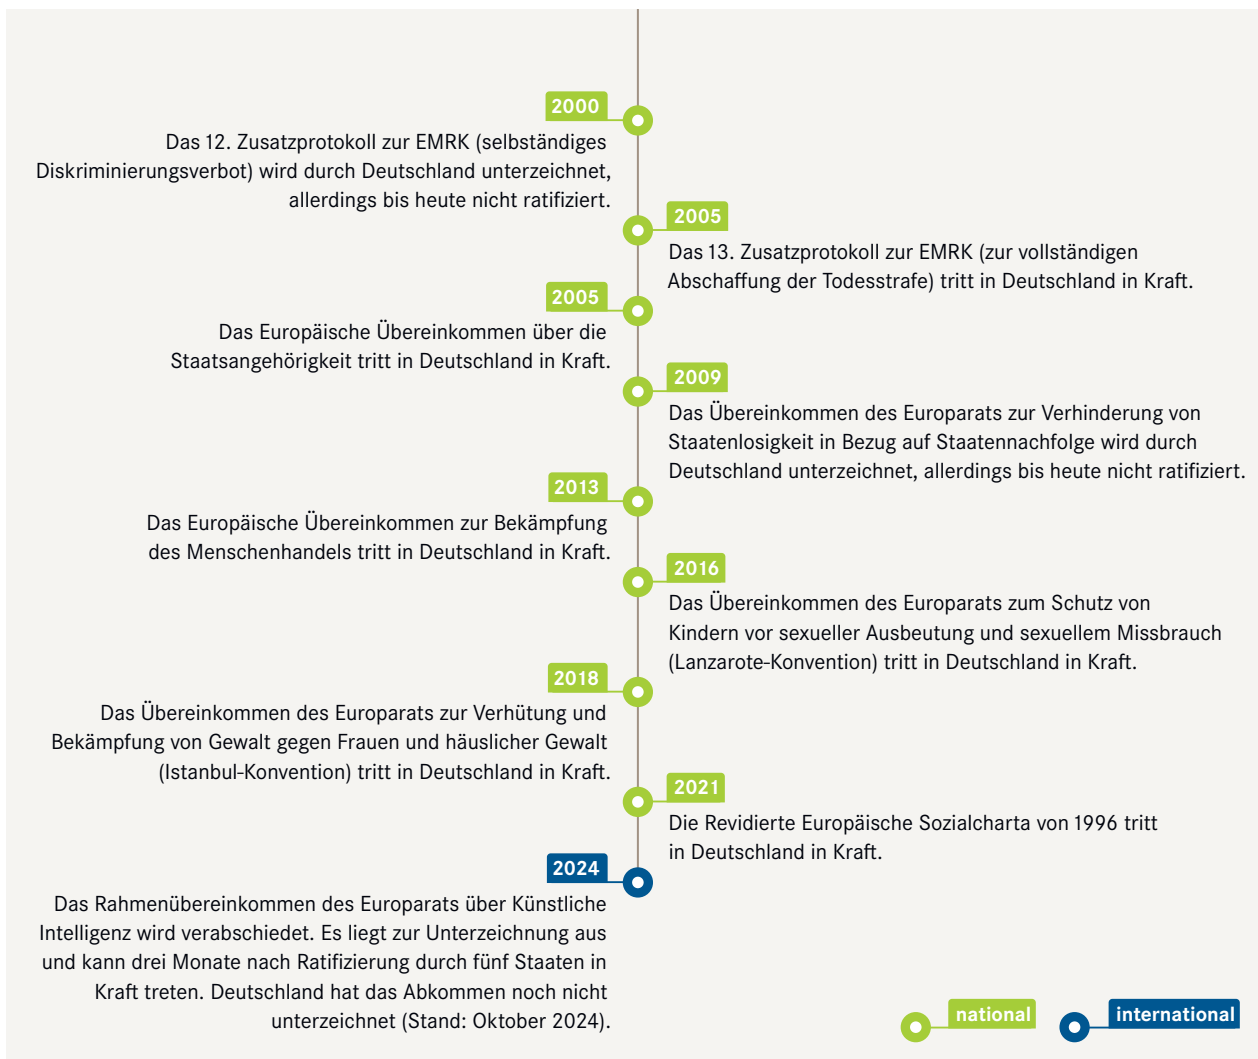 2000
Das 12. Zusatzprotokoll zur EMRK (selbständiges
Diskriminierungsverbot) wird durch Deutschland unterzeichnet,
allerdings bis heute nicht ratifiziert.
2005
Das 13. Zusatzprotokoll zur EMRK (zur vollständigen
Abschaffung der Todesstrafe) tritt in Deutschland in Kraft.
2005
Das Europäische Übereinkommen über die
Staatsangehörigkeit tritt in Deutschland in Kraft.
2009
Das Übereinkommen des Europarats zur Verhinderung von
Staatenlosigkeit in Bezug auf Staatennachfolge wird durch
Deutschland unterzeichnet, allerdings bis heute nicht ratifiziert.
2013
Das Europäische Übereinkommen zur Bekämpfung
des Menschenhandels tritt in Deutschland in Kraft.
2016
Das Übereinkommen des Europarats zum Schutz von
Kindern vor sexueller Ausbeutung und sexuellem Missbrauch
(Lanzarote-Konvention) tritt in Deutschland in Kraft.
2018
Das Übereinkommen des Europarats zur Verhütung und
Bekämpfung von Gewalt gegen Frauen und häuslicher Gewalt
(Istanbul-Konvention) tritt in Deutschland in Kraft.
2021
Die Revidierte Europäische Sozialcharta von 1996 tritt
in Deutschland in Kraft.
2024
Das Rahmenübereinkommen des Europarats über Künstliche
Intelligenz wird verabschiedet. Es liegt zur Unterzeichnung aus
und kann drei Monate nach Ratifizierung durch fünf Staaten in
Kraft treten. Deutschland hat das Abkommen noch nicht
unterzeichnet (Stand: Oktober 2024).
national
international